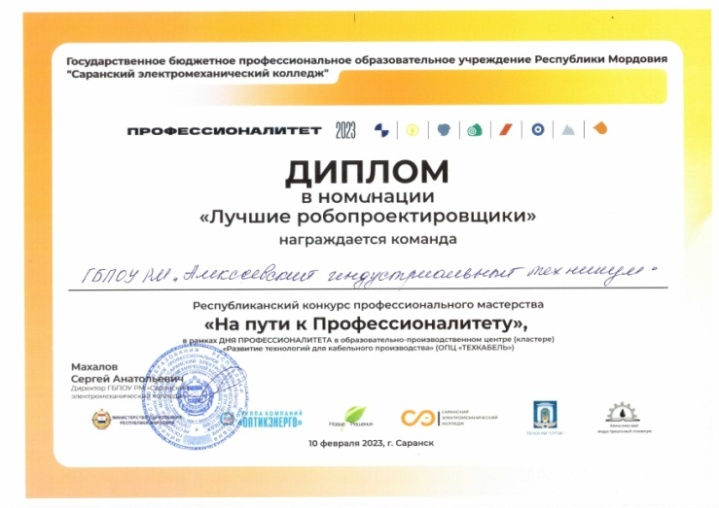 Государственное бюджетное профессиональное образовательное учреждение Республики Мордовия
"Саранский электромеханический колледж"
ПРОФЕССИОНАЛИТЕТ 2023
ДИПЛОМ
в номинации
«Лучшие робопроектировщики»
награждается команда
ГБПОУ РМ „Алексеевский индустриальный техникум"
Республиканский конкурс профессионального мастерства
«На пути к Профессионалитету»,
в рамках ДНЯ ПРОФЕССИОНАЛИТЕТА в образовательно-производственном центре (кластере)
«Развитие технологий для кабельного производства» (ОПЦ «ТЕХКАБЕЛЬ»)
Махалов
Сергей Анатольевич
Директор ГБПОУ РМ «Саранский
электромеханический колледж»
МИНИСТЕРСТВО ОБРАЗОВАНИЯ
РЕСПУБЛИКИ МОРДОВИЯ
ГРУППА КОМПАНИЙ
«ОПТИКЭНЕРГО»
Новые Решения
САРАНСКИЙ
ЭЛЕКТРОМЕХАНИЧЕСКИЙ
КОЛЛЕДЖ
Алексеевский
индустриальный техникум
10 февраля 2023, г. Саранск